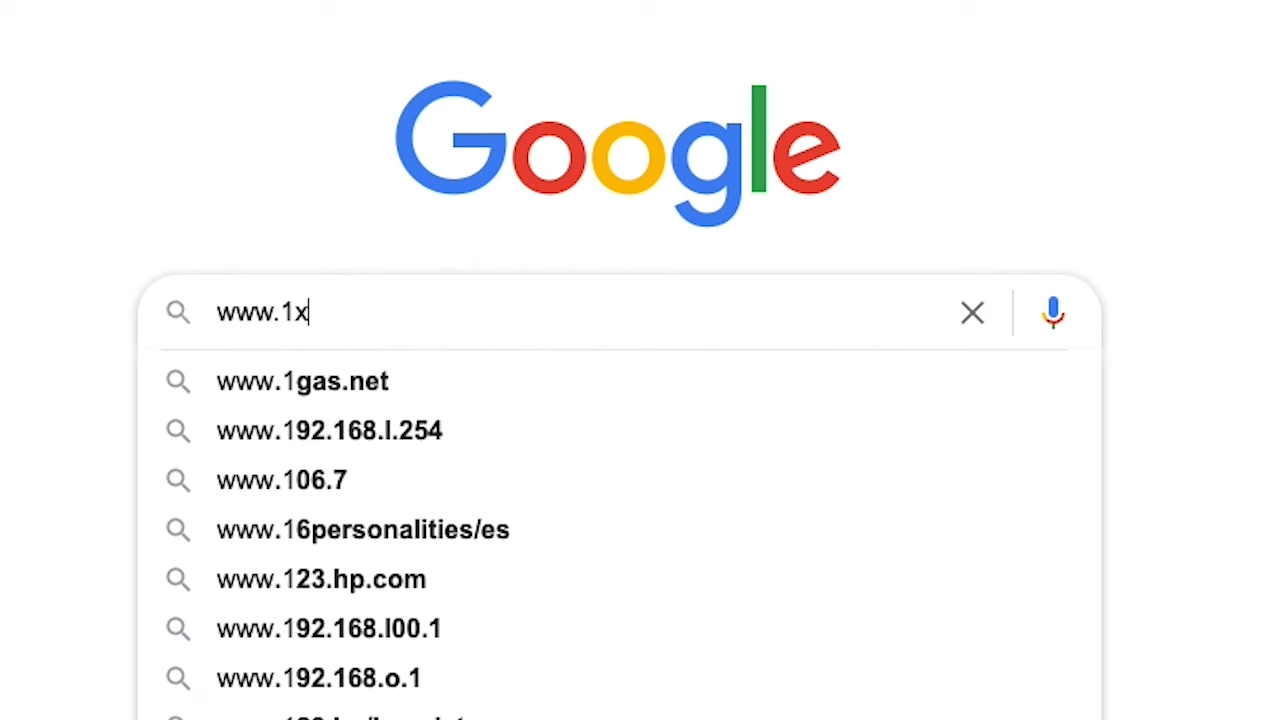 Google
www.1x
www.1gas.net
www.192.168.l.254
www.106.7
www.16personalities/es
www.123.hp.com
www.192.168.l00.1
www.192.168.o.1